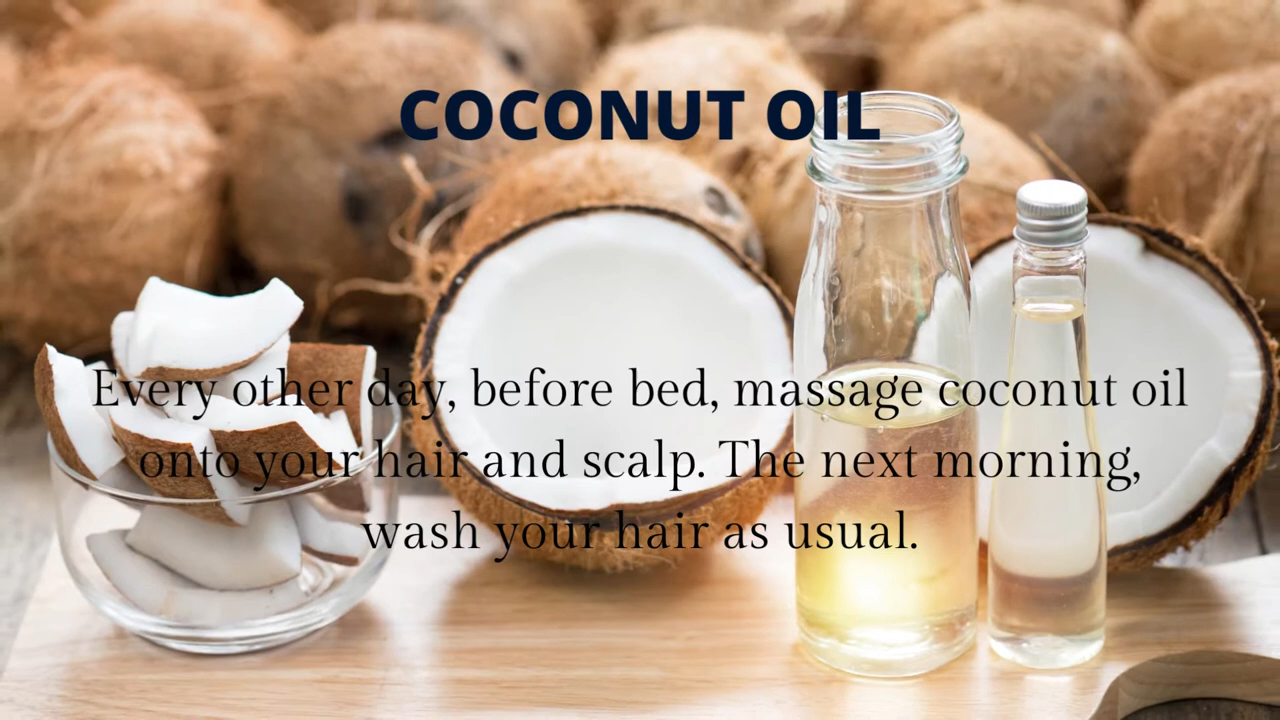 COCONUT OIL
Every other day, before bed, massage coconut oil
onto your hair and scalp. The next morning,
wash your hair as usual.